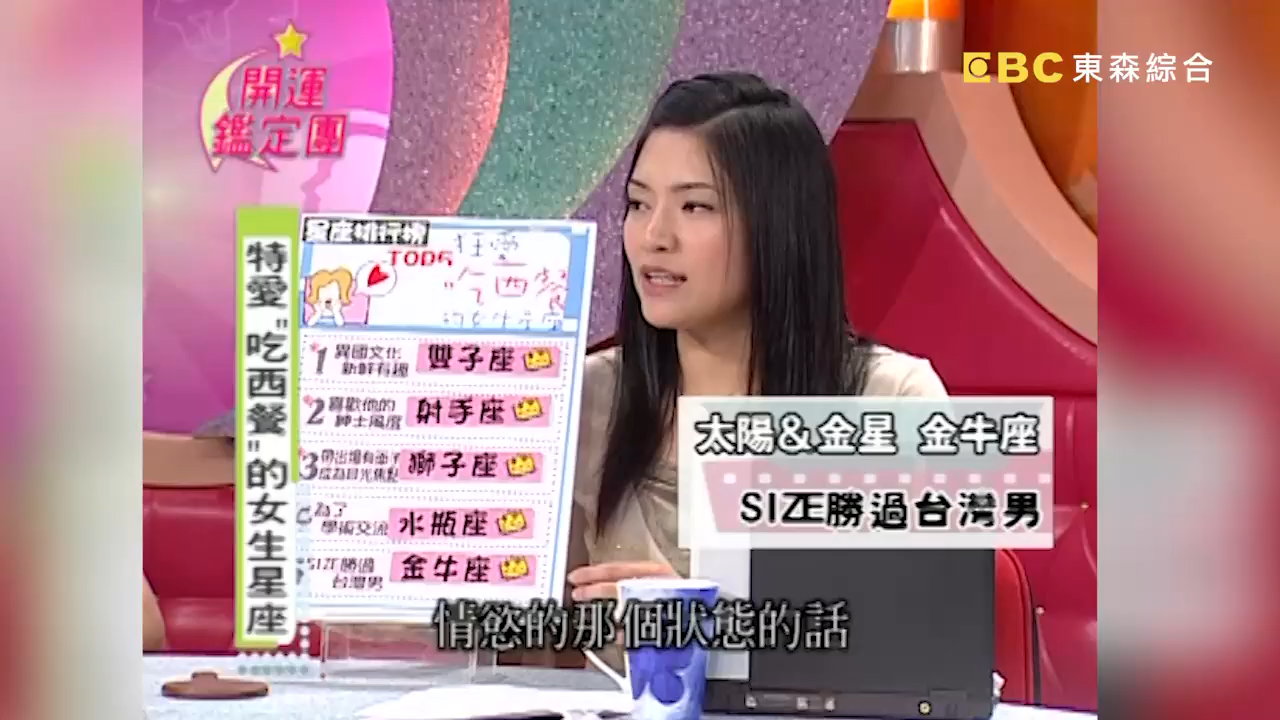 EBC 東森綜合
開運
鑑定團
特愛"吃西餐"的女生星座
星座排行榜
TOP5
狂愛
"吃西餐"
的女生星座
1 異國文化
新鮮有趣
雙子座
2 喜歡他的
紳士風度
射手座
3 帶出場有面子
成為目光焦點
獅子座
為了
學術交流
水瓶座
SIZE勝過
台灣男
金牛座
太陽&金星 金牛座
SIZE勝過台灣男
情慾的那個狀態的話